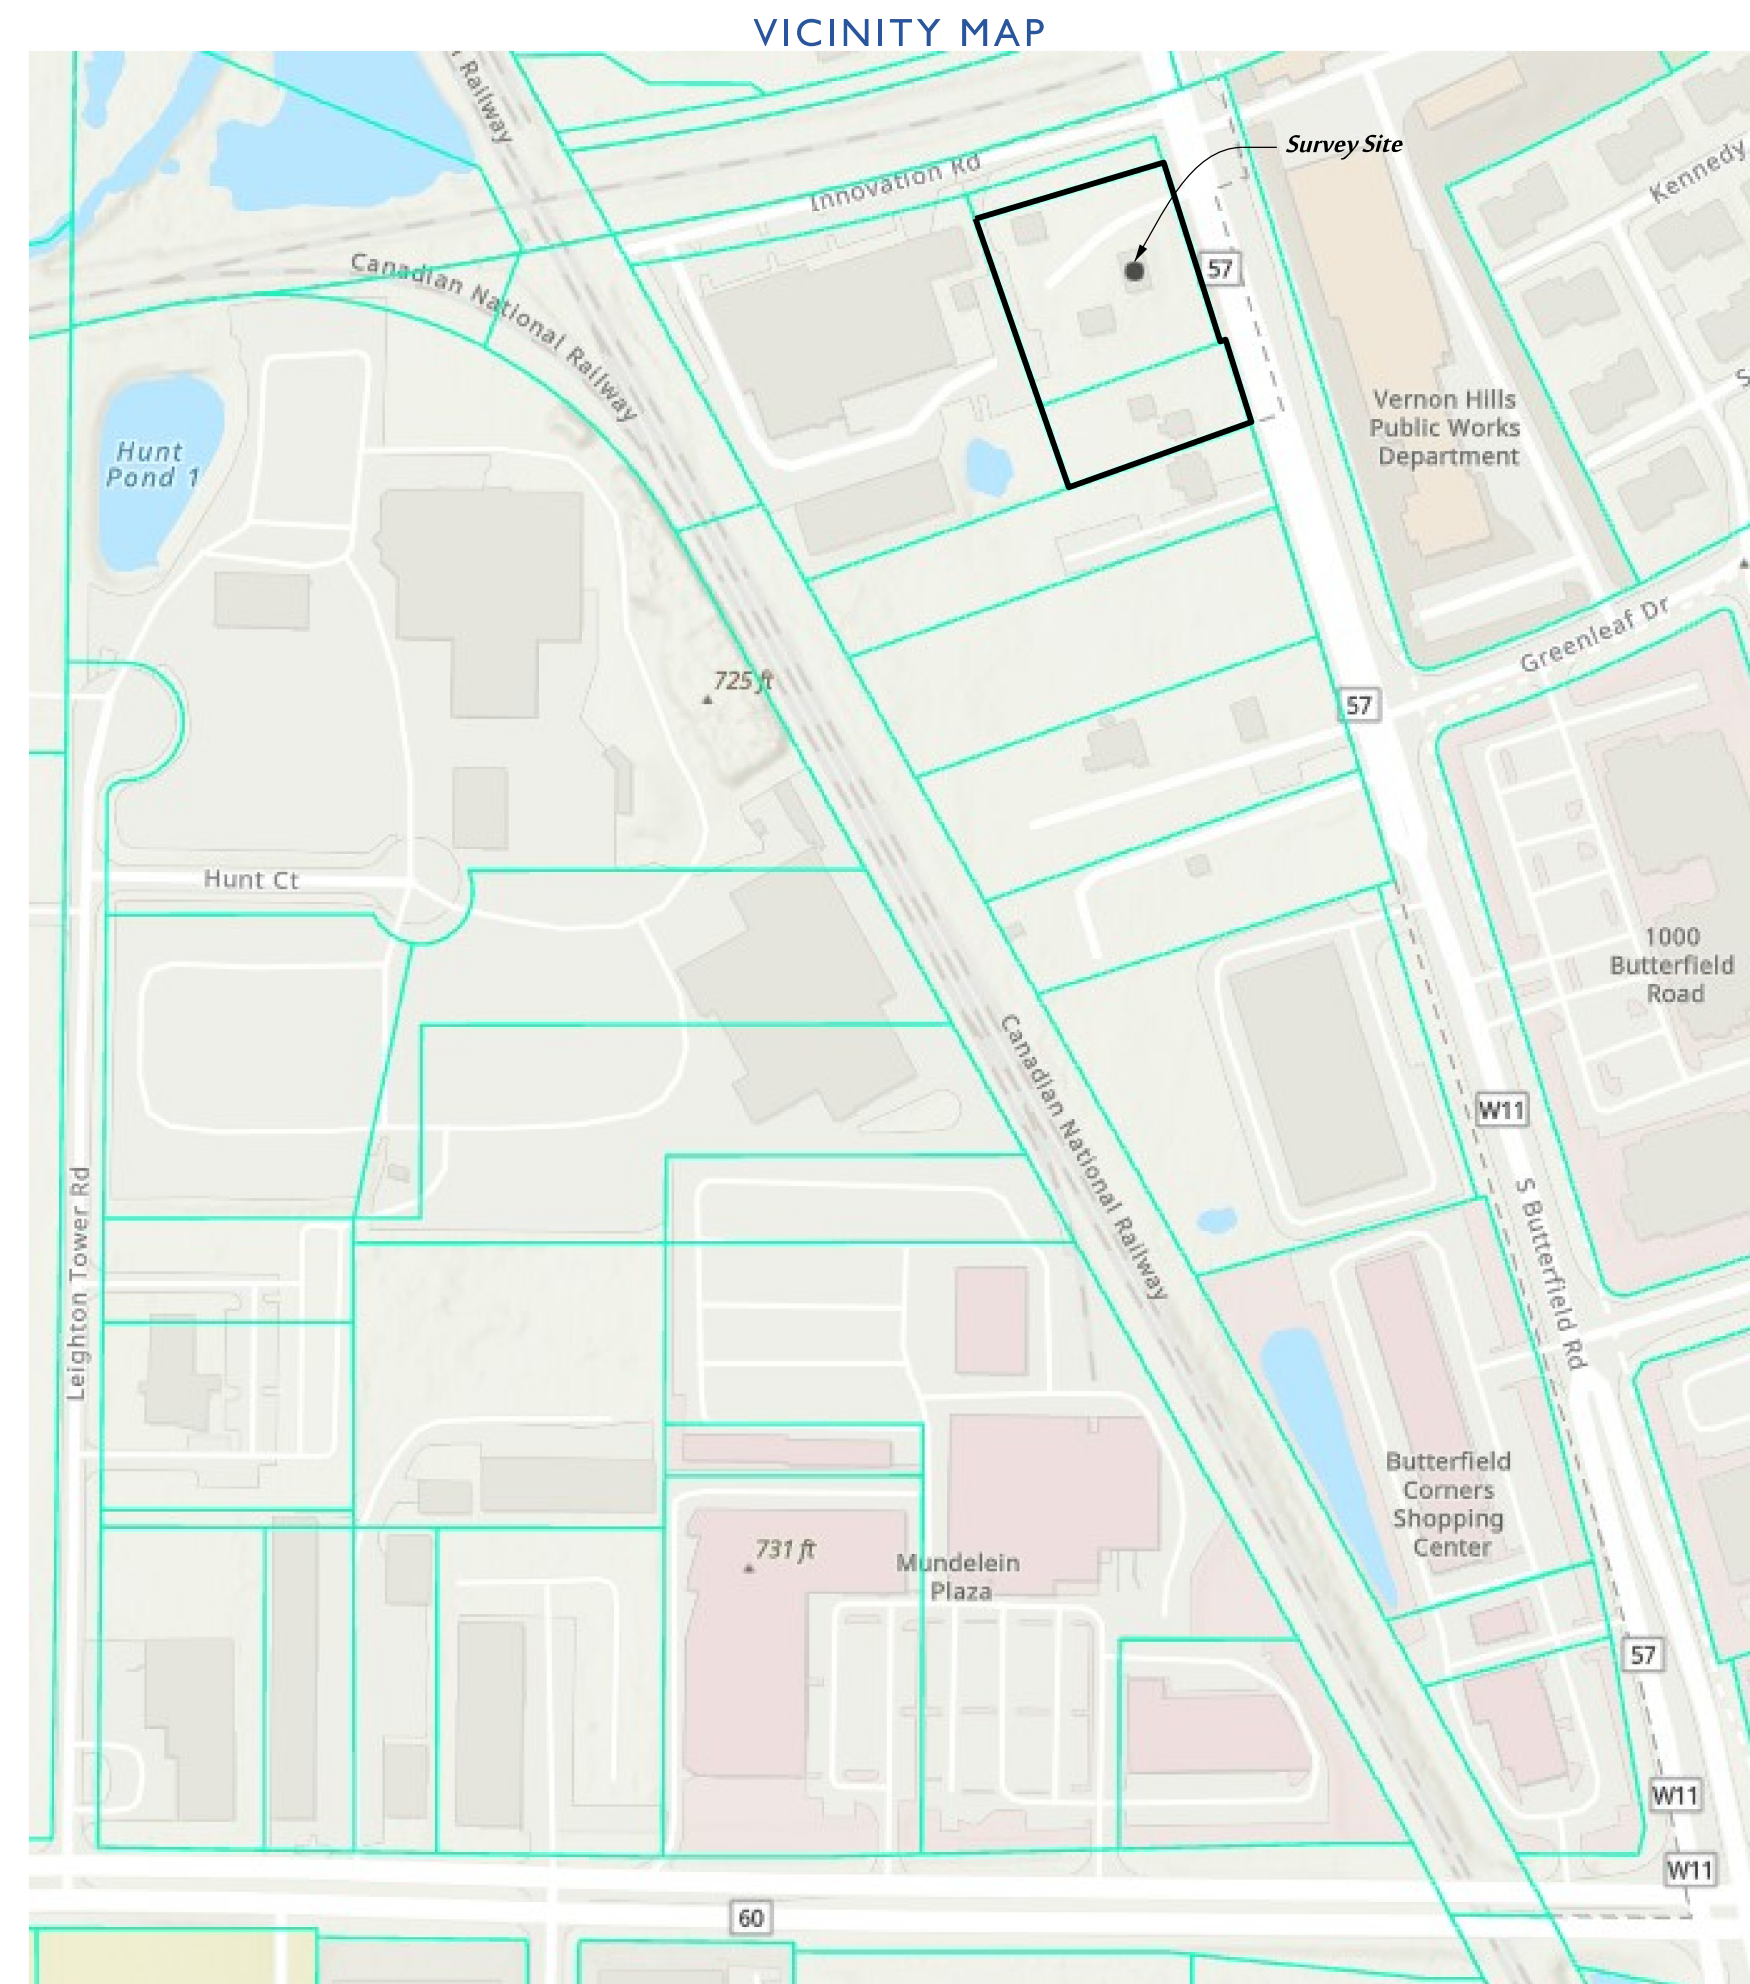 VICINITY MAP
Railway
Survey Site
Innovation Rd
Kennedy
Canadian National Railway
57
Vernon Hills
Public Works
Department
Hunt
Pond 1
S
Greenleaf Dr
725 ft
57
Hunt Ct
1000
Butterfield
Road
Canadian National Railway
W11
Leighton Tower Rd
S Butterfield Rd
Butterfield
Corners
Shopping
Center
731 ft
Mundelein
Plaza
57
W11
W11
60